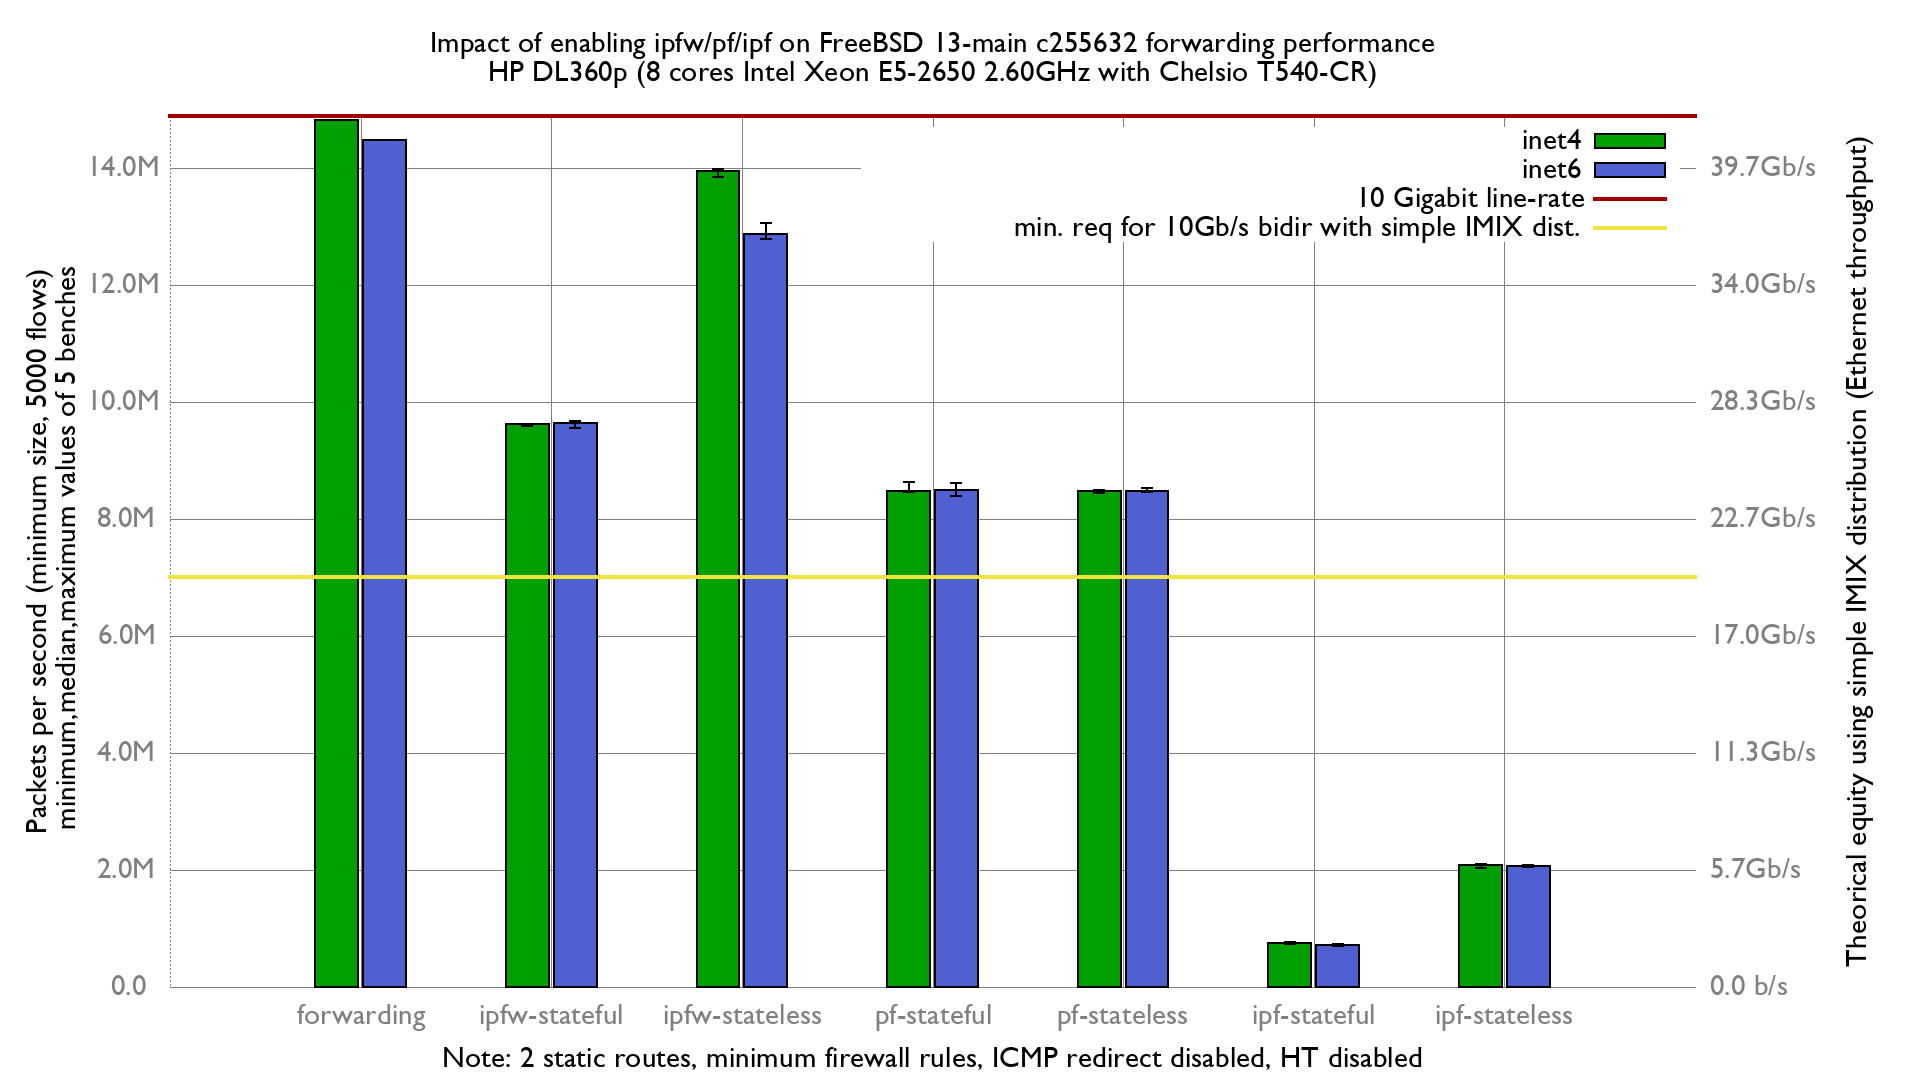 Impact of enabling ipfw/pf/ipf on FreeBSD 13-main c255632 forwarding performance
HP DL360p (8 cores Intel Xeon E5-2650 2.60GHz with Chelsio T540-CR)
inet4
inet6
10 Gigabit line-rate
min. req for 10Gb/s bidir with simple IMIX dist.
Packets per second (minimum size, 5000 flows)
minimum,median,maximum values of 5 benches
14.0M
12.0M
10.0M
8.0M
6.0M
4.0M
2.0M
0.0
39.7Gb/s
34.0Gb/s
28.3Gb/s
22.7Gb/s
17.0Gb/s
11.3Gb/s
5.7Gb/s
0.0 b/s
Theorical equity using simple IMIX distribution (Ethernet throughput)
forwarding
ipfw-stateful
ipfw-stateless
pf-stateful
pf-stateless
ipf-stateful
ipf-stateless
Note: 2 static routes, minimum firewall rules, ICMP redirect disabled, HT disabled